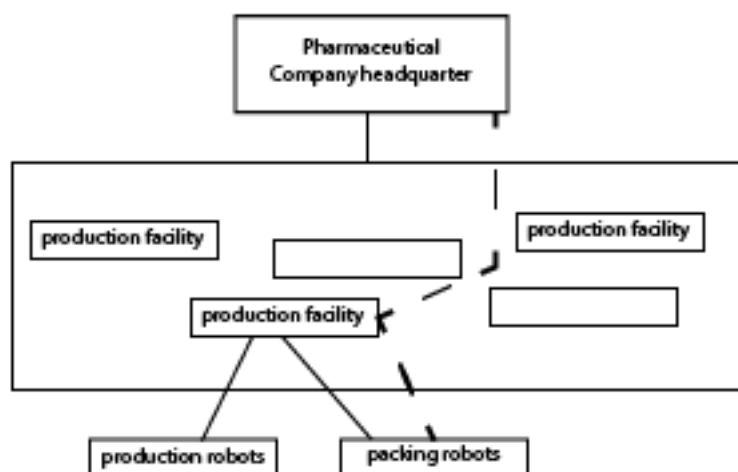 Pharmaceutical
Company headquarter
production facility
production facility
production facility
production robots
packing robots